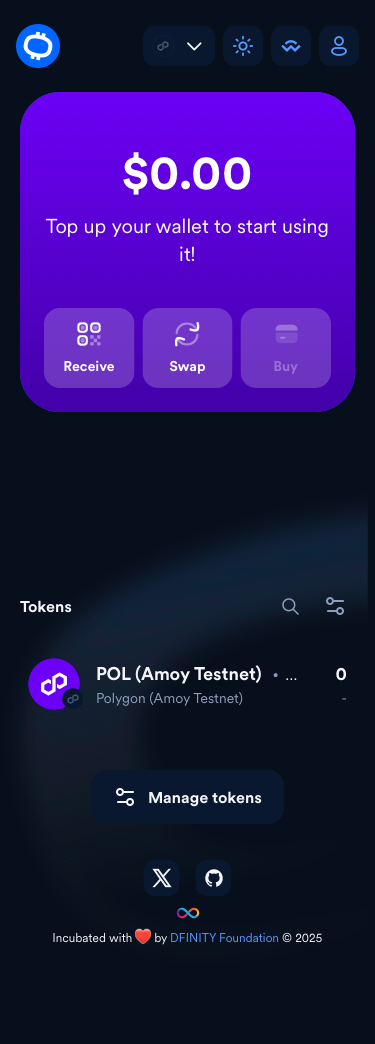 $0.00
Top up your wallet to start using
it!
Receive Swap Buy
Tokens
POL (Amoy Testnet) • ... 0
Polygon (Amoy Testnet) -
Manage tokens
Incubated with ❤️ by DFINITY Foundation © 2025